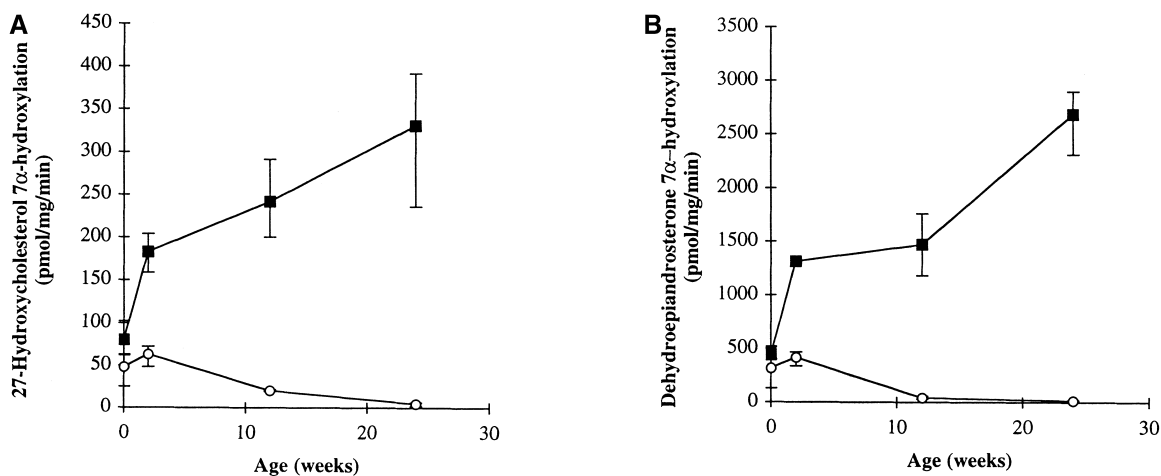 A
27-Hydroxycholesterol 7α-hydroxylation
(pmol/mg/min)
450
400
350
300
250
200
150
100
50
0
0 10 20 30
Age (weeks)
B
Dehydroepiandrosterone 7α-hydroxylation
(pmol/mg/min)
3500
3000
2500
2000
1500
1000
500
0
0 10 20 30
Age (weeks)